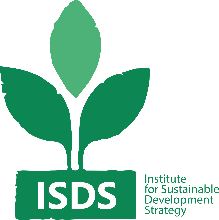 ISDS
Institute
for Sustainable
Development
Strategy